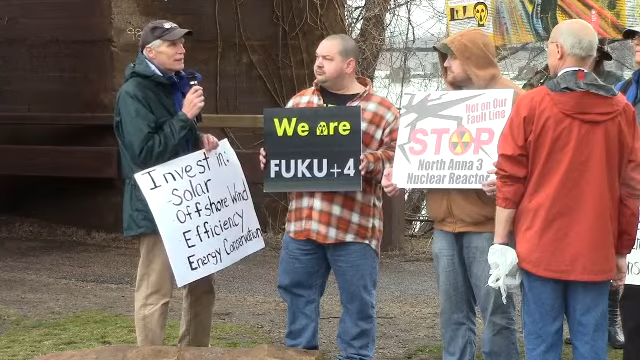 Invest in:
Solar
Offshore Wind
Efficiency
Energy Conservation
We are
FUKU+4
Not on Our
Fault Line
STOP
North Anna 3
Nuclear Reactor